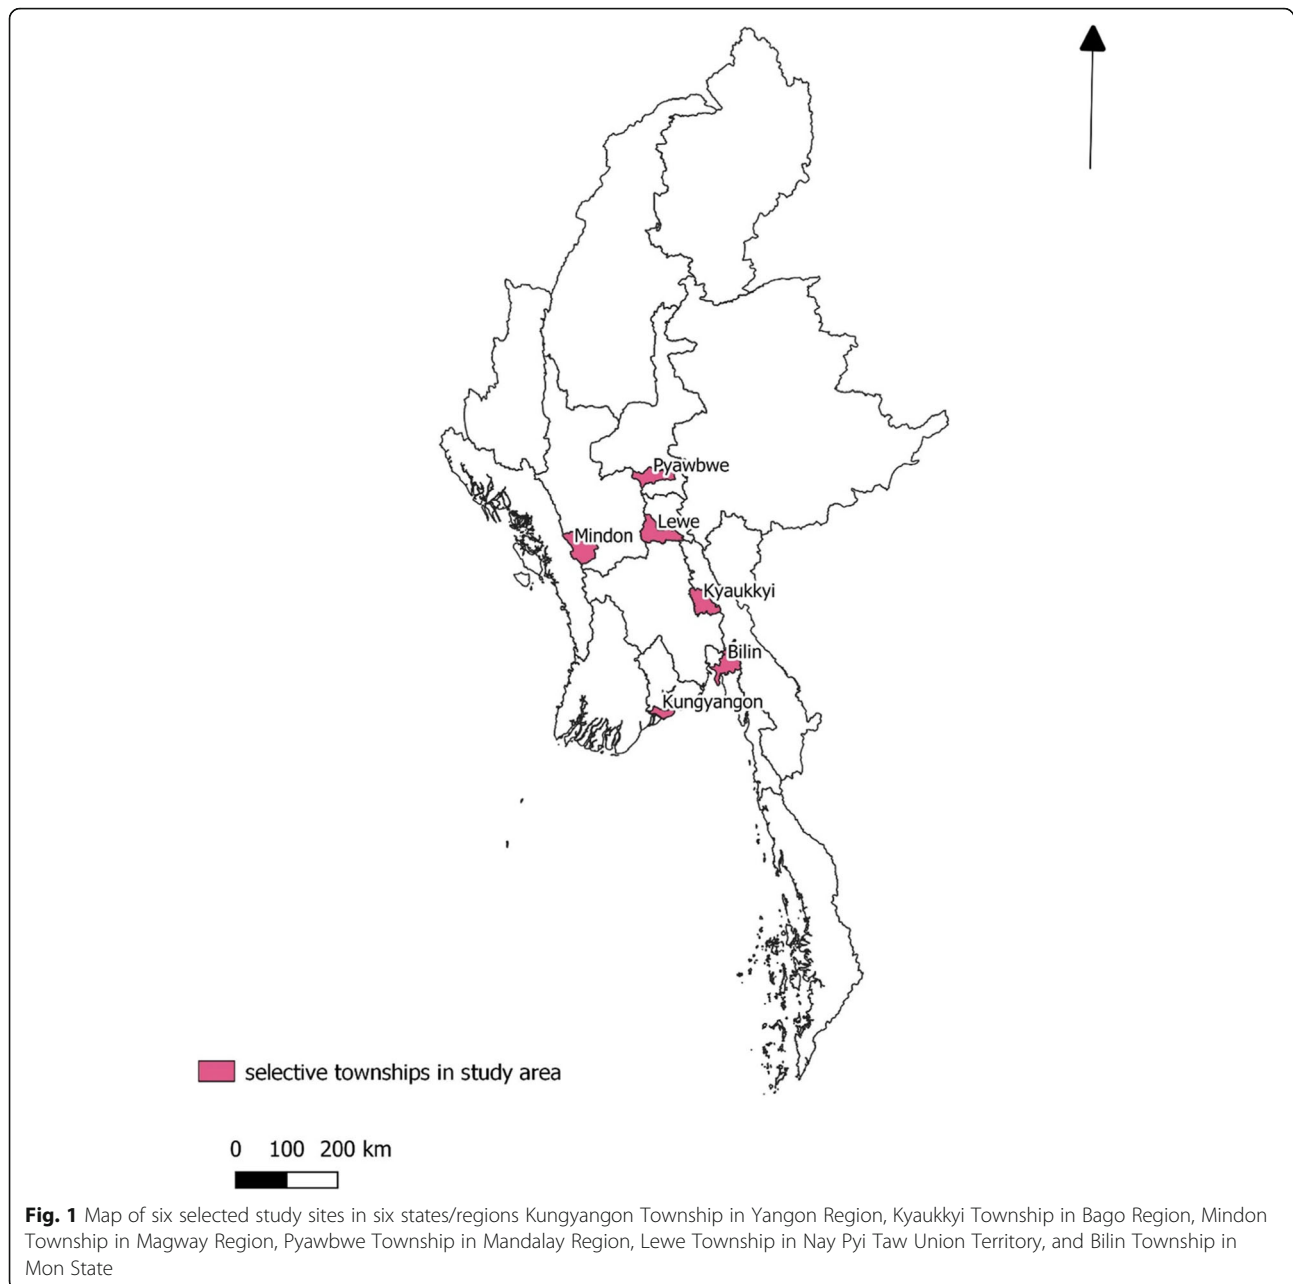 Pyawbwe
Lewe
Mindon
Kyaukkyi
Bilin
Kungyangon
selective townships in study area
0 100 200 km
Fig. 1 Map of six selected study sites in six states/regions Kungyangon Township in Yangon Region, Kyaukkyi Township in Bago Region, Mindon
Township in Magway Region, Pyawbwe Township in Mandalay Region, Lewe Township in Nay Pyi Taw Union Territory, and Bilin Township in
Mon State